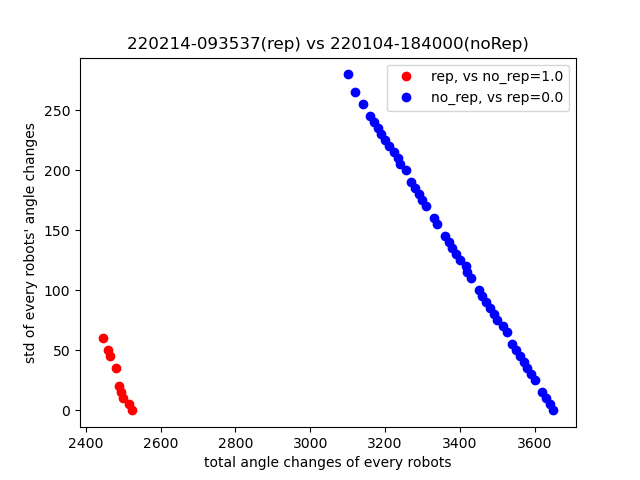 220214-093537(rep) vs 220104-184000(noRep)
rep, vs no_rep=1.0
no_rep, vs rep=0.0
std of every robots' angle changes
250
200
150
100
50
0
2400 2600 2800 3000 3200 3400 3600
total angle changes of every robots